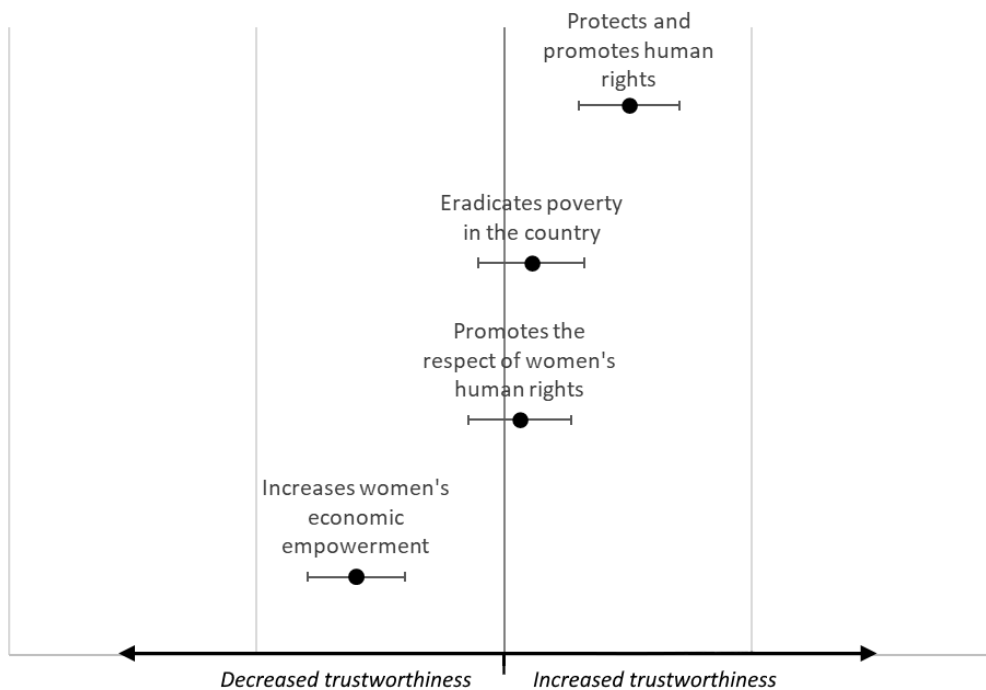 Protects and
promotes human
rights
Eradicates poverty
in the country
Promotes the
respect of women's
human rights
Increases women's
economic
empowerment
Decreased trustworthiness
Increased trustworthiness